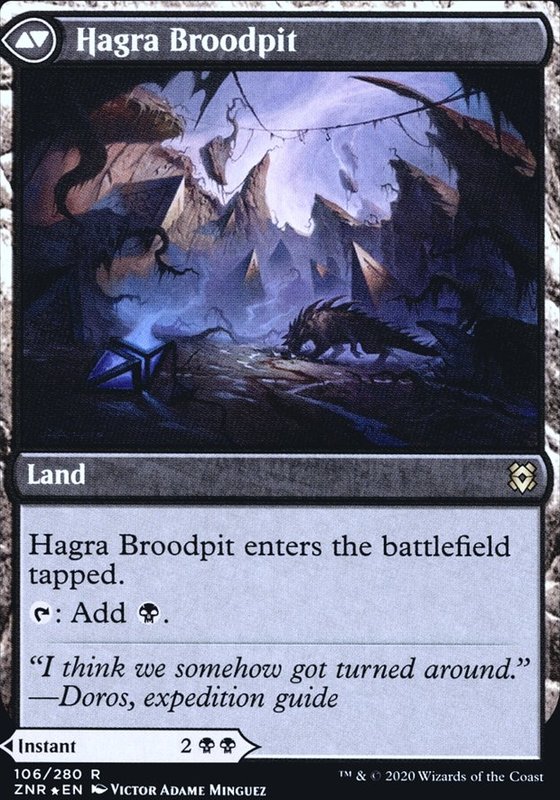 Hagra Broodpit
Land
Hagra Broodpit enters the battlefield
tapped.
: Add .
“I think we somehow got turned around.”
—Doros, expedition guide
Instant 2
106/280 R
ZNR ★ EN Victor Adame Minguez
™ & © 2020 Wizards of the Coast